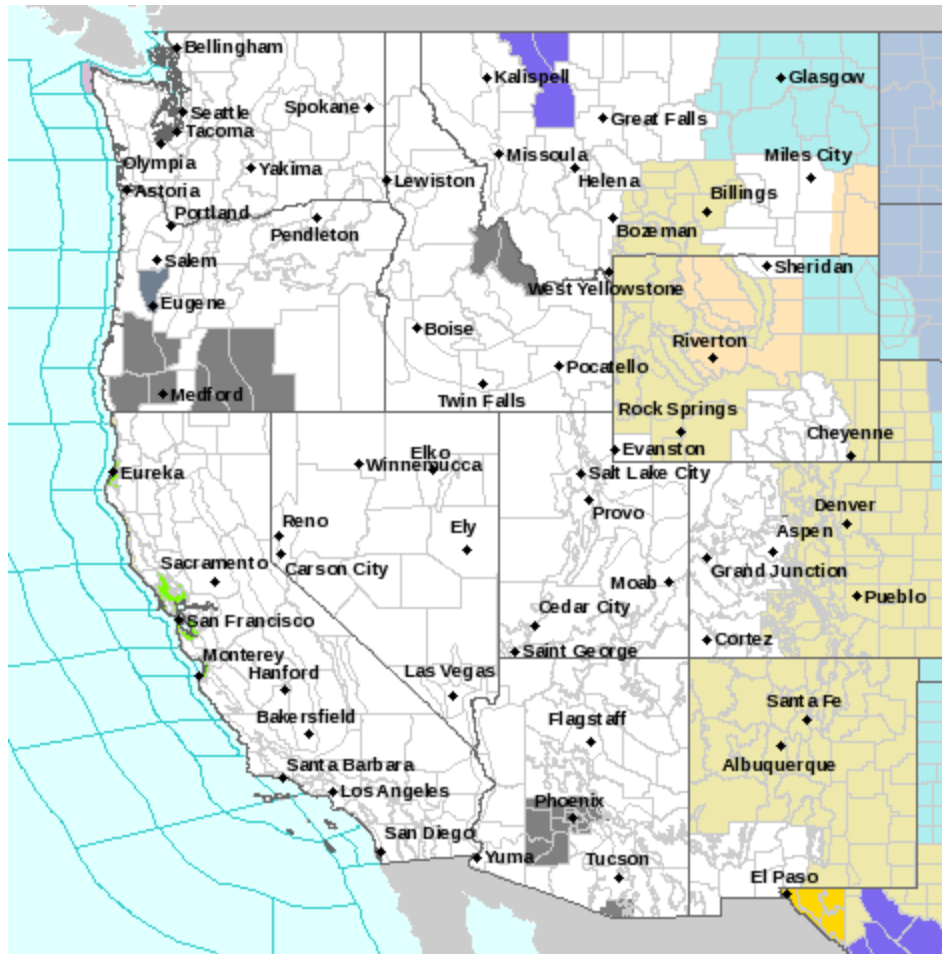 Bellingham
Kalispell
Glasgow
Seattle
Spokane
Great Falls
Tacoma
Olympia
Missoula
Miles City
Yakima
Helena
Lewiston
Astoria
Billings
Portland
Pendleton
Bozeman
Salem
Sheridan
West Yellowstone
Eugene
Boise
Riverton
Pocatello
Medford
Twin Falls
Rock Springs
Cheyenne
Elko
Evanston
Winnemucca
Eureka
Salt Lake City
Denver
Provo
Reno
Ely
Aspen
Sacramento
Carson City
Grand Junction
Moab
Pueblo
Cedar City
San Francisco
Cortez
Saint George
Monterey
Hanford
Las Vegas
Santa Fe
Bakersfield
Flagstaff
Albuquerque
Santa Barbara
Los Angeles
Phoenix
San Diego
Yuma
Tucson
El Paso